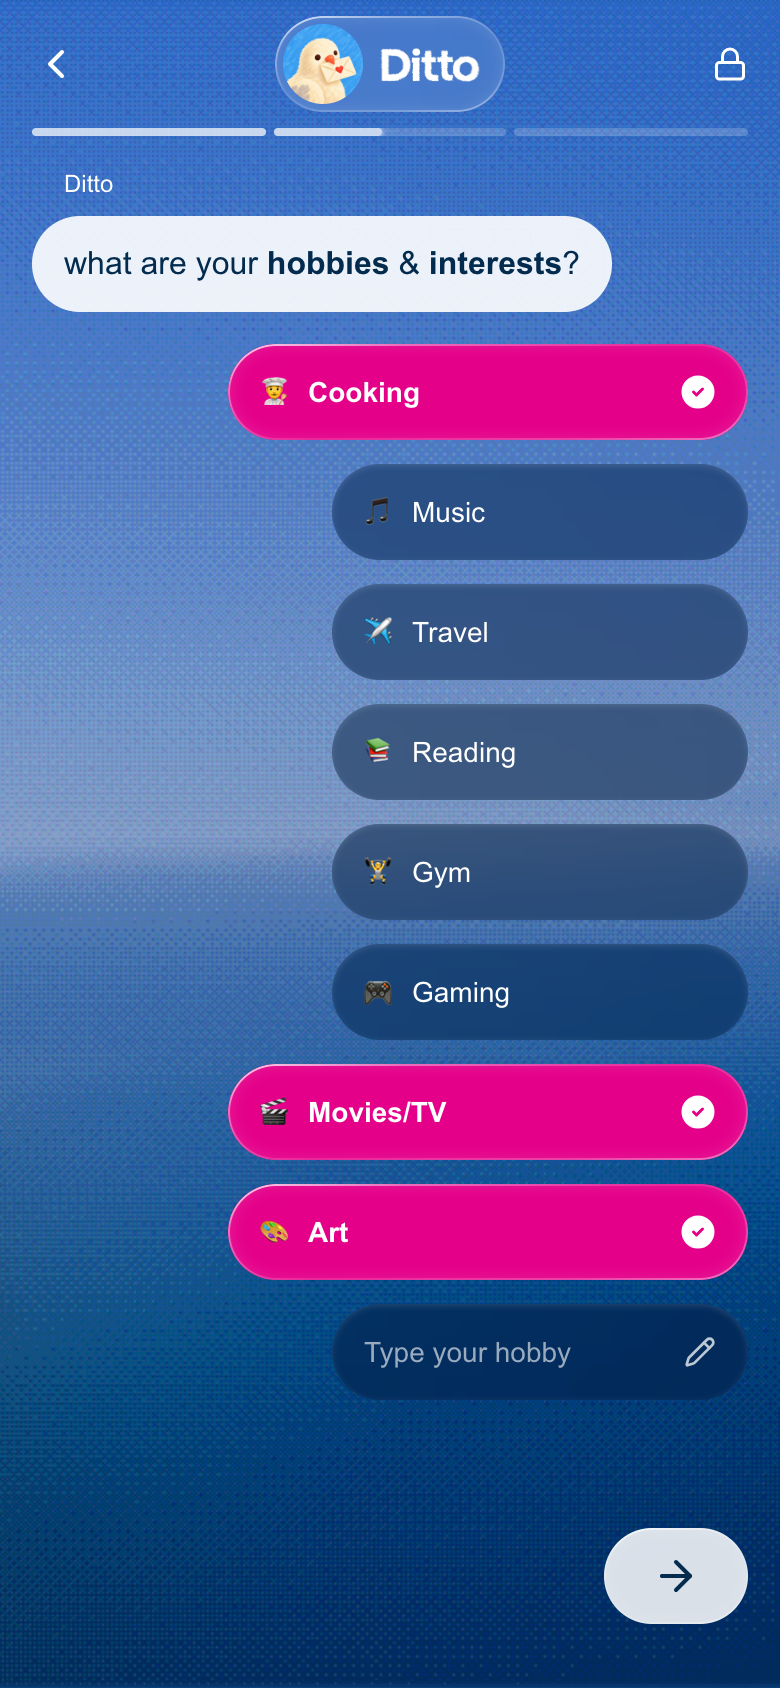 Ditto
Ditto
what are your hobbies & interests?
Cooking
Music
Travel
Reading
Gym
Gaming
Movies/TV
Art
Type your hobby